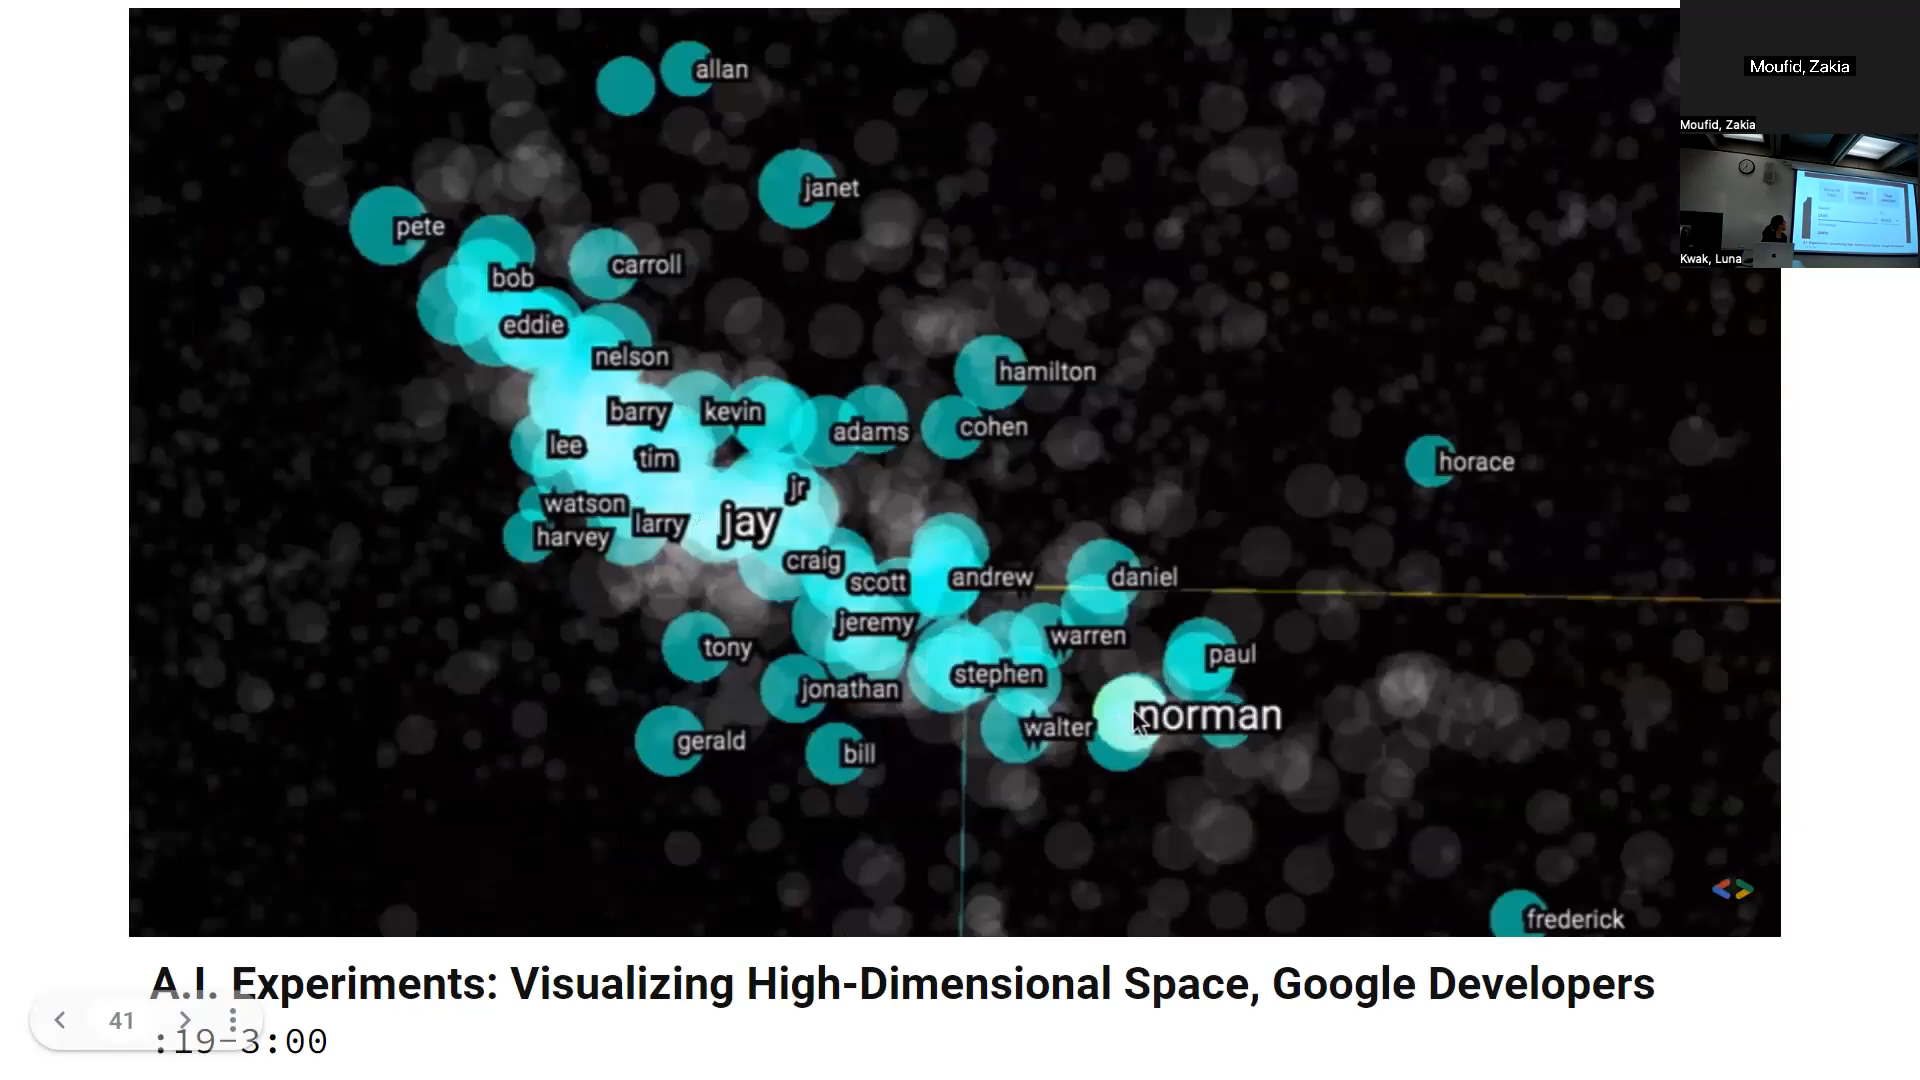 allan
janet
pete
bob
carroll
eddie
nelson
hamilton
barry
kevin
adams
cohen
lee
tim
horace
jr
watson
larry
jay
harvey
craig
scott
andrew
daniel
jeremy
tony
warren
paul
stephen
jonathan
norman
walter
gerald
bill
frederick
A.I. Experiments: Visualizing High-Dimensional Space, Google Developers
:19-3:00
41
Moufid, Zakia
Moufid, Zakia
Kwak, Luna